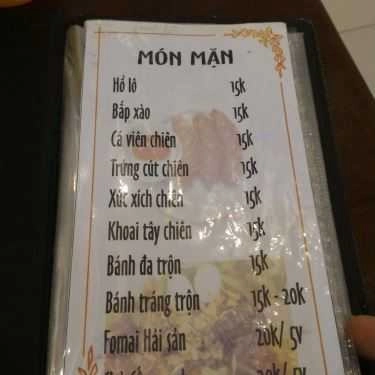 MÓN MẶN
Hồ lô 15k
Bắp xào 15k
Cá viên chiên 15k
Trứng cút chiên 15k
Xúc xích chiên 15k
Khoai tây chiên 15k
Bánh đa trộn 15k
Bánh tráng trộn 15k - 20k
Fomai Hải sản 20k/ 5v
20k/ 5v